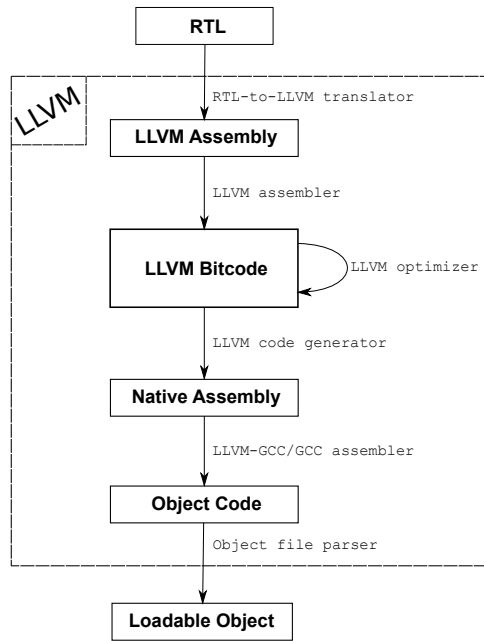 RTL
LLVM
RTL-to-LLVM translator
LLVM Assembly
LLVM assembler
LLVM Bitcode
LLVM optimizer
LLVM code generator
Native Assembly
LLVM-GCC/GCC assembler
Object Code
Object file parser
Loadable Object